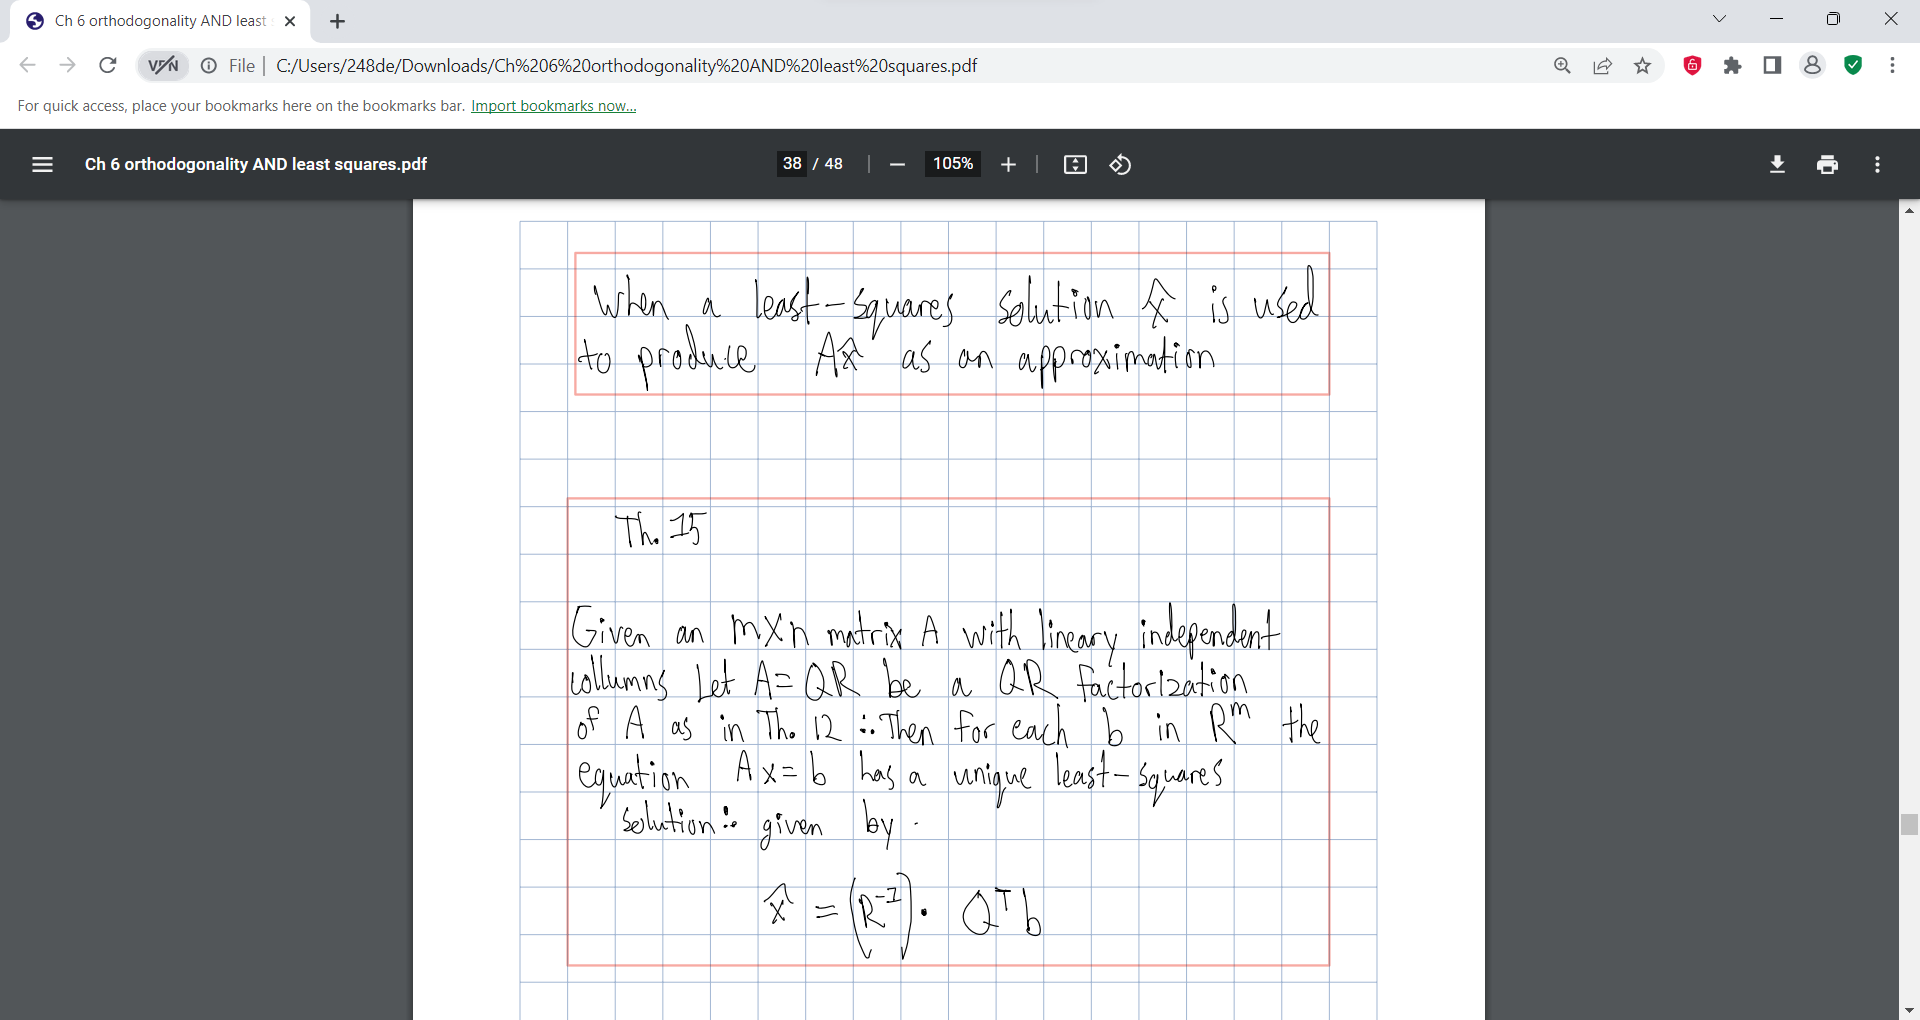 Ch 6 orthodogonality AND least
VPN File C:/Users/248de/Downloads/Ch%206%20orthodogonality%20AND%20least%20squares.pdf
For quick access, place your bookmarks here on the bookmarks bar. Import bookmarks now...
Ch 6 orthodogonality AND least squares.pdf 38 / 48 105%
When a least-squares solution x̂ is used
to produce Ax̂ as an approximation
Th. 15
Given an mxn matrix A with lineary independent
collumns Let A=QR be a QR factorization
of A as in Th. 12 ∴ Then for each b in Rᵐ the
equation Ax=b has a unique least-squares
solution ∴ given by.
x̂ = (R⁻¹)· Qᵀb